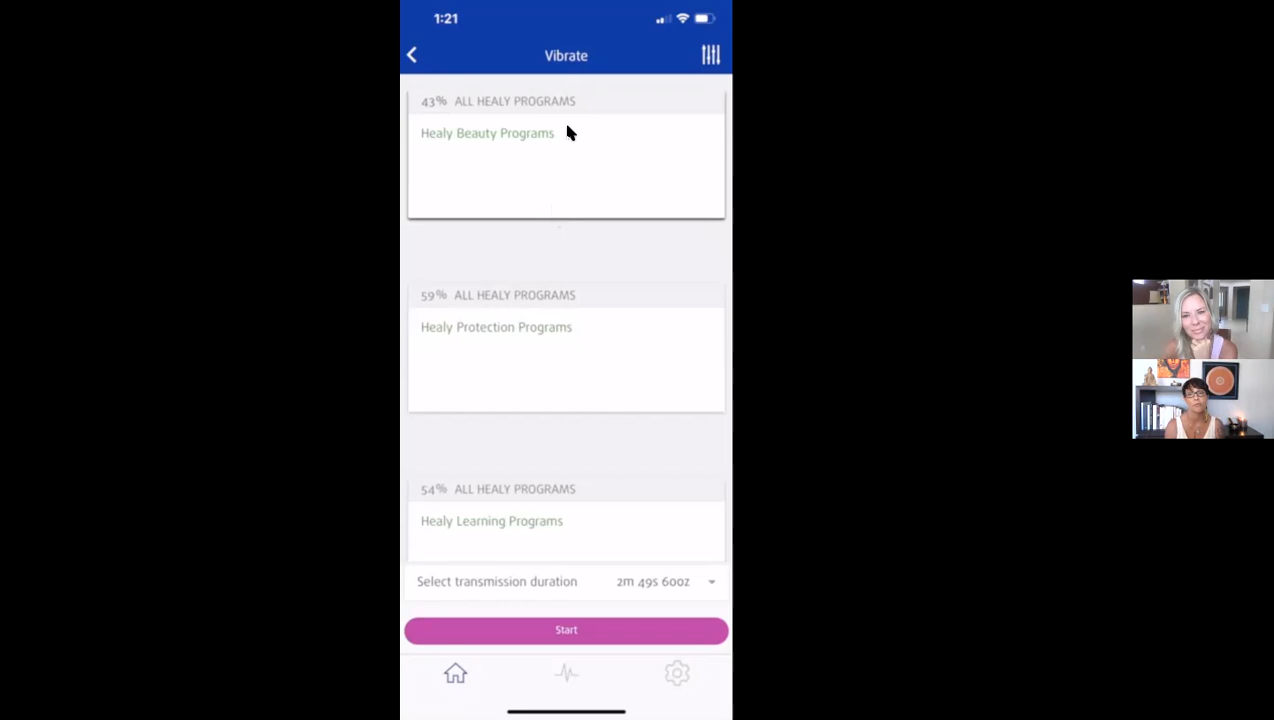 1:21
Vibrate
43% ALL HEALY PROGRAMS
Healy Beauty Programs
59% ALL HEALY PROGRAMS
Healy Protection Programs
54% ALL HEALY PROGRAMS
Healy Learning Programs
Select transmission duration 2m 49s 600z
Start